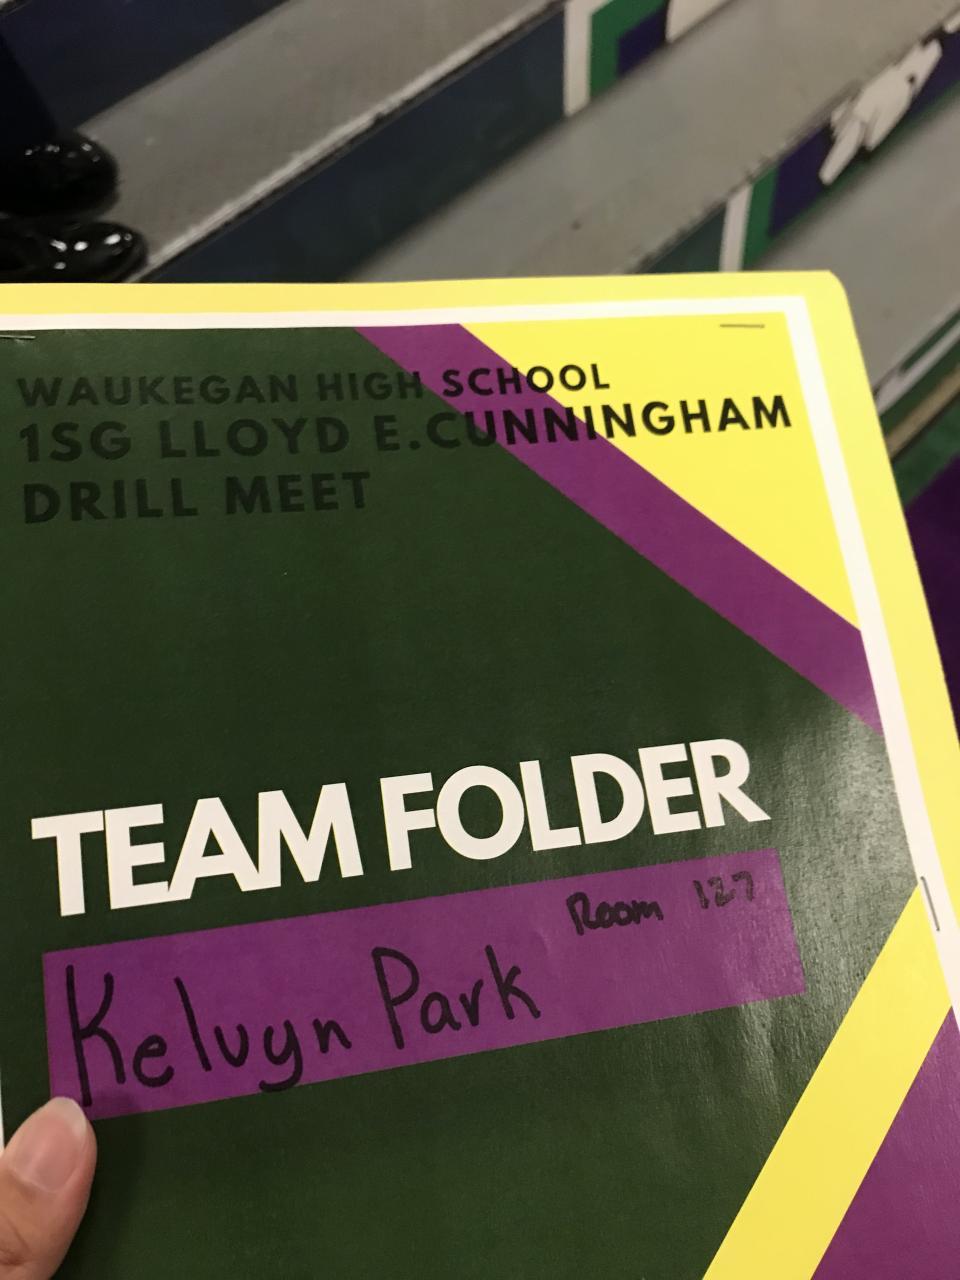 WAUKEGAN HIGH SCHOOL
1SG LLOYD E.CUNNINGHAM
DRILL MEET
TEAM FOLDER
Room 127
Kelvyn Park